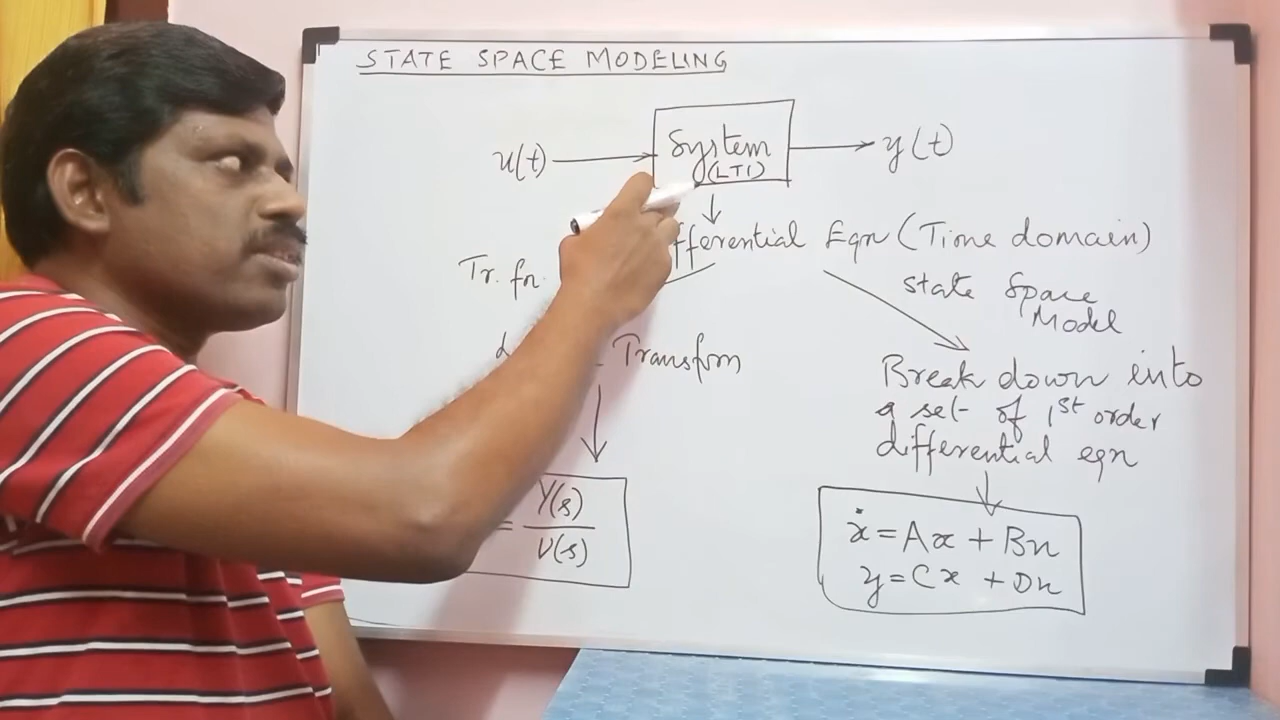 STATE SPACE MODELING
u(t) System y(t)
(LTI)
fferential Eqn (Time domain)
Tr. fn. State Space
Model
Transfrm Break down into
a set of 1st order
differential eqn
= Y(s)
U(s)
ẋ = Ax + Bu
y = Cx + Du